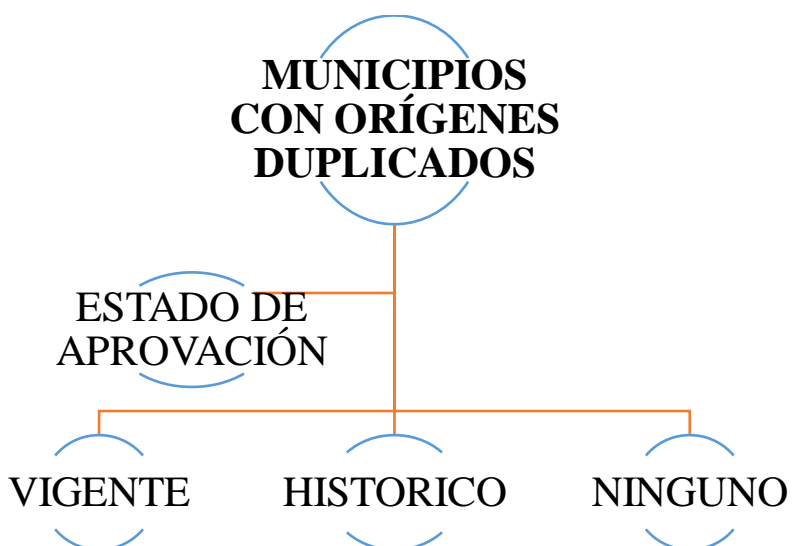 MUNICIPIOS
CON ORÍGENES
DUPLICADOS
ESTADO DE
APROVACIÓN
VIGENTE
HISTORICO
NINGUNO